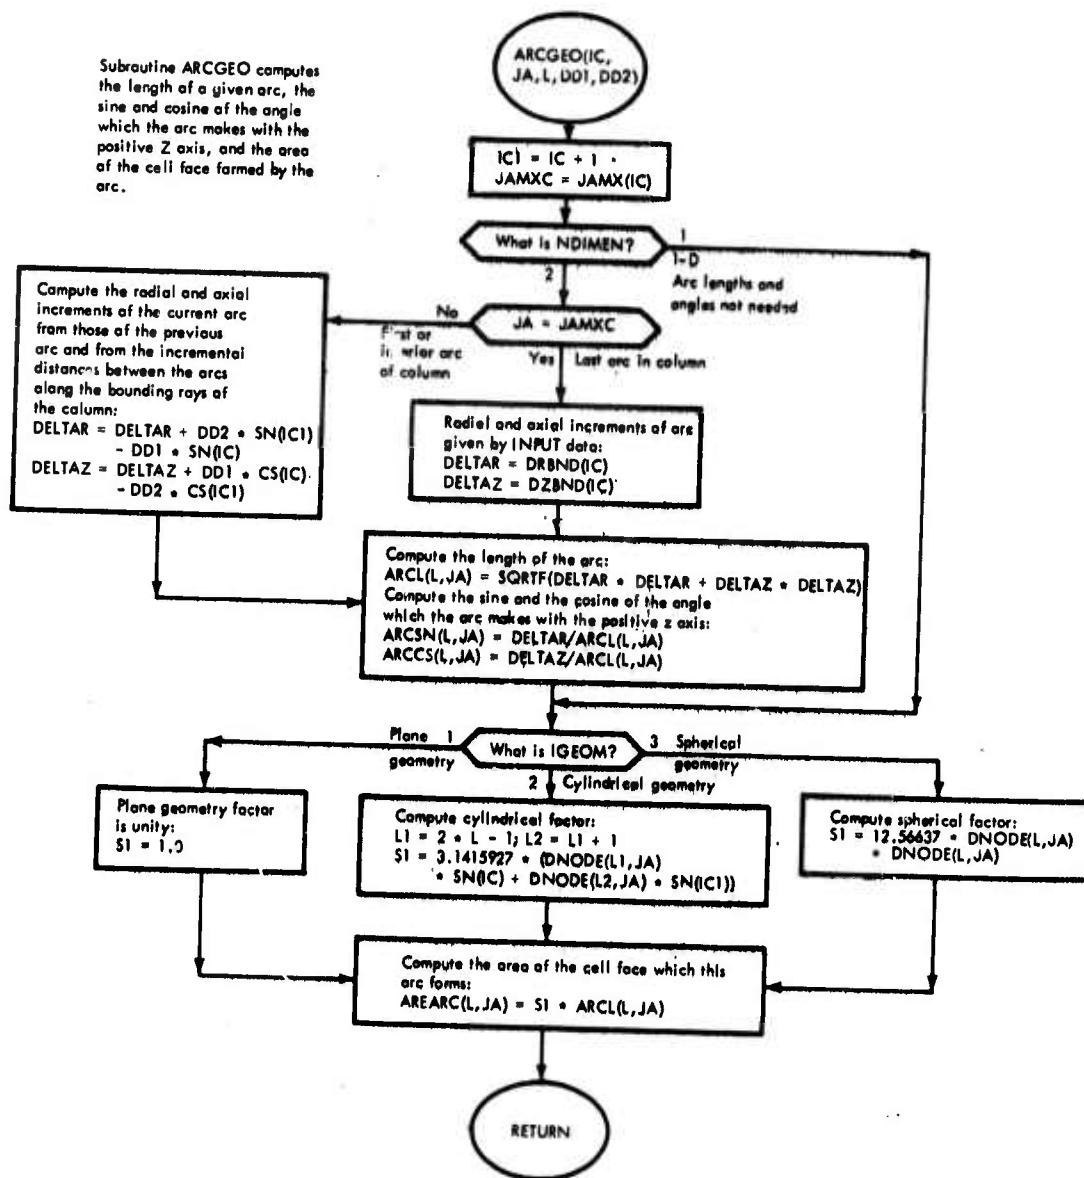 ARCGEO(IC,
JA, L, DD1, DD2)
Subroutine ARCGEO computes
the length of a given arc, the
sine and cosine of the angle
which the arc makes with the
positive Z axis, and the area
of the cell face formed by the
arc.
IC1 = IC + 1
JAMXC = JAMX(IC)
What is NDIMEN?
1
1-D
Arc lengths and
angles not needed
2
JA = JAMXC
No
First or
interior arc
of column
Yes
Last arc in column
Compute the radial and axial
increments of the current arc
from those of the previous
arc and from the incremental
distances between the arcs
along the bounding rays of
the column:
DELTAR = DELTAR + DD2 * SN(IC1)
- DD1 * SN(IC)
DELTAZ = DELTAZ + DD1 * CS(IC)
- DD2 * CS(IC1)
Radial and axial increments of arc
given by INPUT data:
DELTAR = DRBND(IC)
DELTAZ = DZBND(IC)
Compute the length of the arc:
ARCL(L,JA) = SQRTF(DELTAR * DELTAR + DELTAZ * DELTAZ)
Compute the sine and the cosine of the angle
which the arc makes with the positive z axis:
ARCSN(L,JA) = DELTAR/ARCL(L,JA)
ARCCS(L,JA) = DELTAZ/ARCL(L,JA)
What is IGEOM?
Plane 1
geometry
3 Spherical
geometry
2 Cylindrical geometry
Plane geometry factor
is unity:
S1 = 1.0
Compute cylindrical factor:
L1 = 2 * L - 1; L2 = L1 + 1
S1 = 3.1415927 * (DNODE(L1,JA)
* SN(IC) + DNODE(L2,JA) * SN(IC1))
Compute spherical factor:
S1 = 12.56637 * DNODE(L,JA)
* DNODE(L,JA)
Compute the area of the cell face which this
arc forms:
AREARC(L,JA) = S1 * ARCL(L,JA)
RETURN